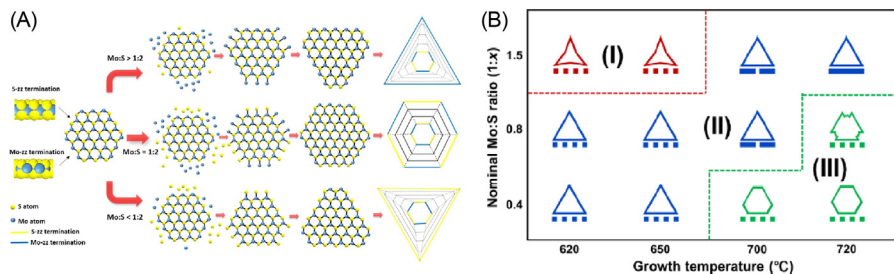 (A)
Mo:S > 1:2
S-zz termination
Mo-zz termination
Mo:S = 1:2
Mo:S < 1:2
S atom
Mo atom
S-zz termination
Mo-zz termination
(B)
Nominal Mo:S ratio (1:x)
1.5
0.8
0.4
(I)
(II)
(III)
620
650
700
720
Growth temperature (°C)